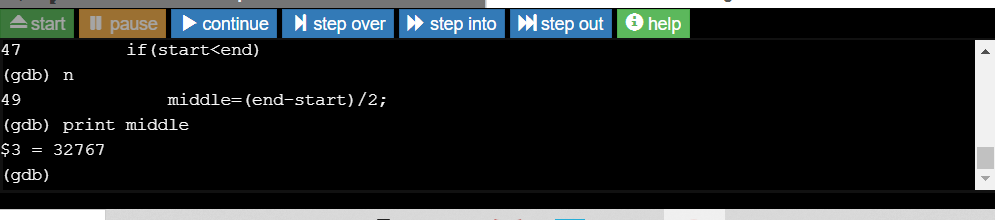 start pause continue step over step into step out help
47          if(start<end)
(gdb) n
49              middle=(end-start)/2;
(gdb) print middle
$3 = 32767
(gdb)